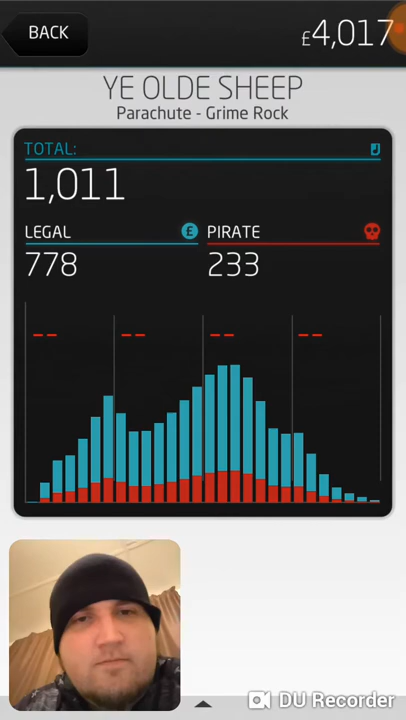 BACK
£4,017
YE OLDE SHEEP
Parachute - Grime Rock
TOTAL:
1,011
LEGAL £ PIRATE
778 233
DU Recorder